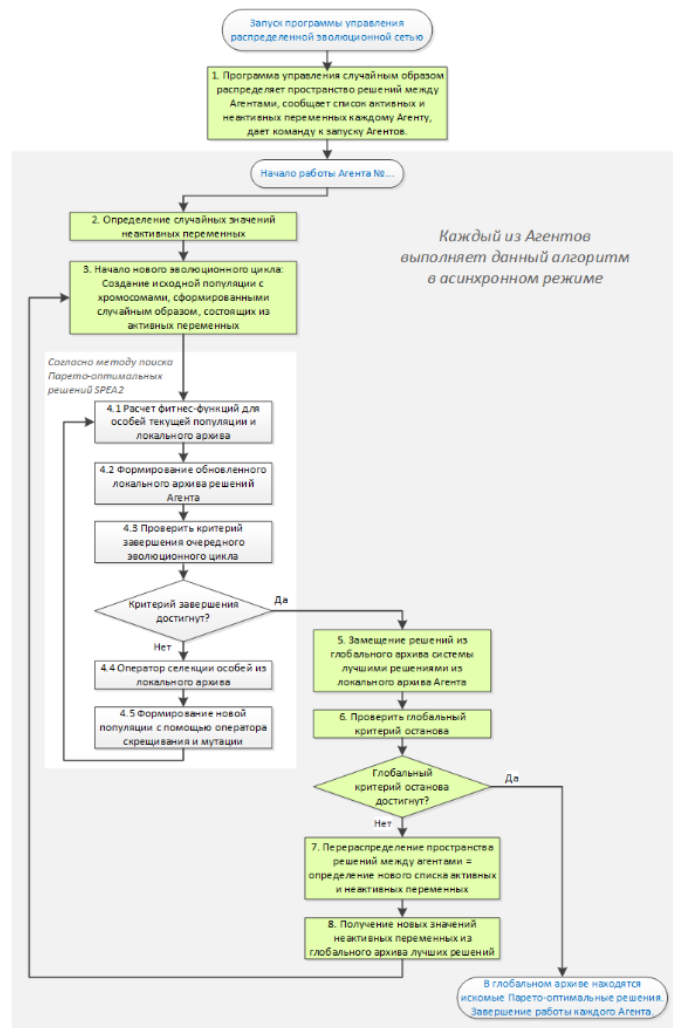 Запуск программы управления
распределенной эволюционной сетью
1. Программа управления случайным образом
распределяет пространство решений между
Агентами, сообщает список активных и
неактивных переменных каждому Агенту,
дает команду к запуску Агентов.
Начало работы Агента №...
2. Определение случайных значений
неактивных переменных
Каждый из Агентов
выполняет данный алгоритм
в асинхронном режиме
3. Начало нового эволюционного цикла:
Создание исходной популяции с
хромосомами, сформированными
случайным образом, состоящих из
активных переменных
Согласно методу поиска
Парето-оптимальных
решений SPEA2
4.1 Расчет фитнес-функций для
особей текущей популяции и
локального архива
4.2 Формирование обновленного
локального архива решений
Агента
4.3 Проверить критерий
завершения очередного
эволюционного цикла
Критерий завершения
достигнут?
Да
Нет
4.4 Оператор селекции особей из
локального архива
4.5 Формирование новой
популяции с помощью оператора
скрещивания и мутации
5. Замещение решений из
глобального архива системы
лучшими решениями из
локального архива Агента
6. Проверить глобальный
критерий останова
Глобальный
критерий останова
достигнут?
Да
Нет
7. Перераспределение пространства
решений между агентами =
определение нового списка активных
и неактивных переменных
8. Получение новых значений
неактивных переменных из
глобального архива лучших решений
В глобальном архиве находятся
искомые Парето-оптимальные решения.
Завершение работы каждого Агента.